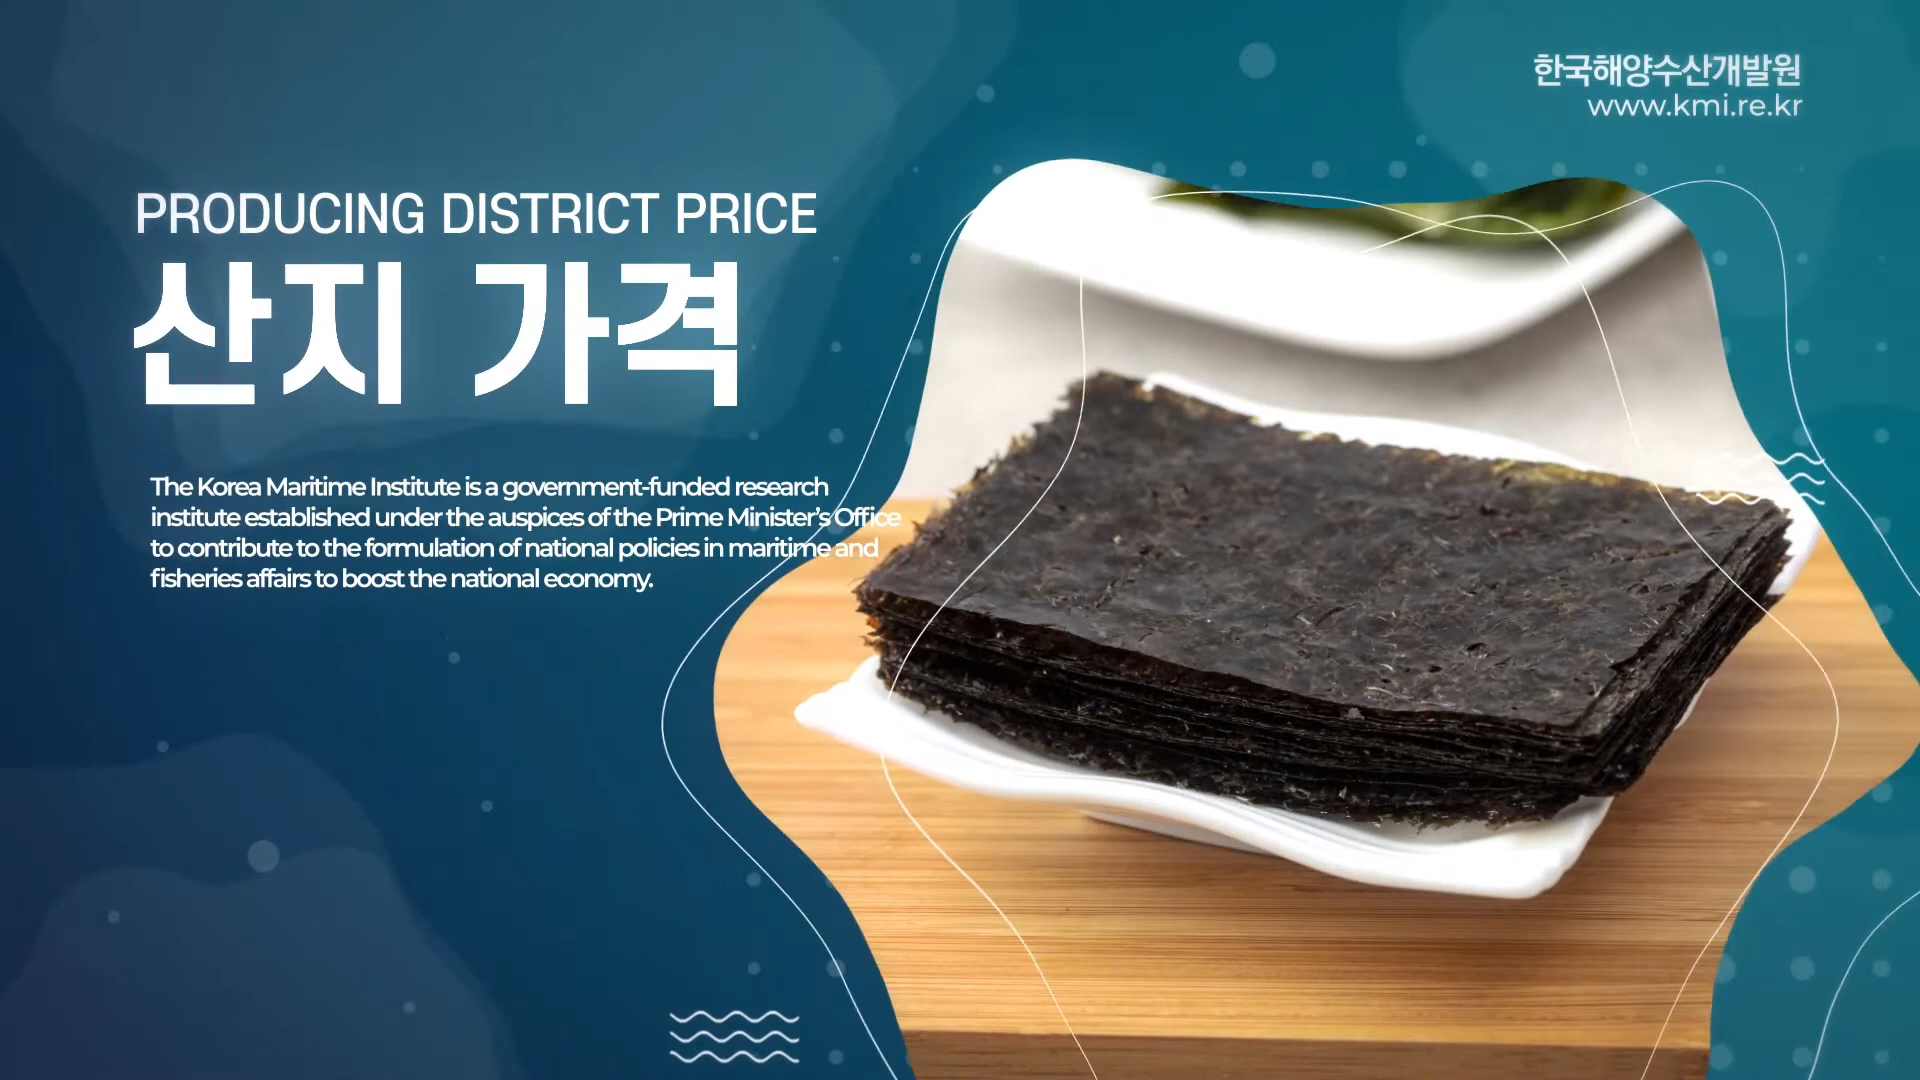 한국해양수산개발원
www.kmi.re.kr
PRODUCING DISTRICT PRICE
산지 가격
The Korea Maritime Institute is a government-funded research
institute established under the auspices of the Prime Minister’s Office
to contribute to the formulation of national policies in maritime and
fisheries affairs to boost the national economy.